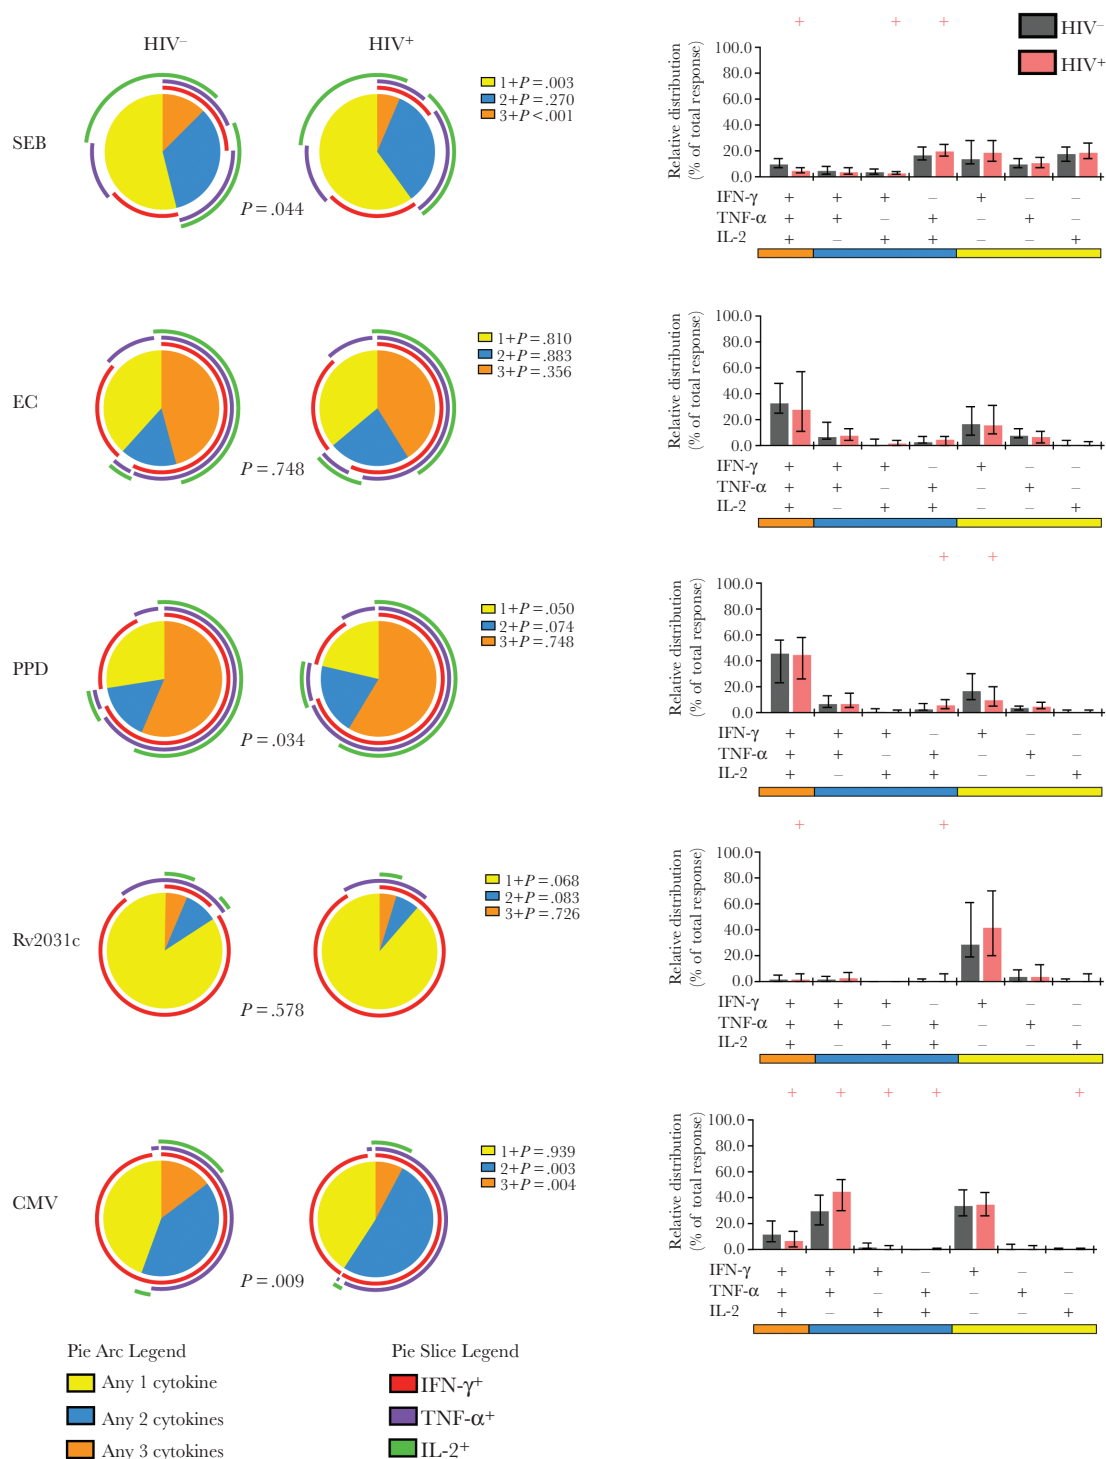 HIV–
HIV+
SEB
1+P=.003
2+P=.270
3+P<.001
P=.044
+ + +
HIV–
HIV+
Relative distribution
(% of total response)
100.0
80.0
60.0
40.0
20.0
0.0
IFN-γ + + + – + – –
TNF-α + + – + – + –
IL-2 + – + + – – +
EC
1+P=.810
2+P=.883
3+P=.356
P=.748
Relative distribution
(% of total response)
100.0
80.0
60.0
40.0
20.0
0.0
IFN-γ + + + – + – –
TNF-α + + – + – + –
IL-2 + – + + – – +
PPD
1+P=.050
2+P=.074
3+P=.748
P=.034
+ +
Relative distribution
(% of total response)
100.0
80.0
60.0
40.0
20.0
0.0
IFN-γ + + + – + – –
TNF-α + + – + – + –
IL-2 + – + + – – +
Rv2031c
1+P=.068
2+P=.083
3+P=.726
P=.578
+ +
Relative distribution
(% of total response)
100.0
80.0
60.0
40.0
20.0
0.0
IFN-γ + + + – + – –
TNF-α + + – + – + –
IL-2 + – + + – – +
CMV
1+P=.939
2+P=.003
3+P=.004
P=.009
+ + + + +
Relative distribution
(% of total response)
100.0
80.0
60.0
40.0
20.0
0.0
IFN-γ + + + – + – –
TNF-α + + – + – + –
IL-2 + – + + – – +
Pie Arc Legend
Any 1 cytokine
Any 2 cytokines
Any 3 cytokines
Pie Slice Legend
IFN-γ+
TNF-α+
IL-2+